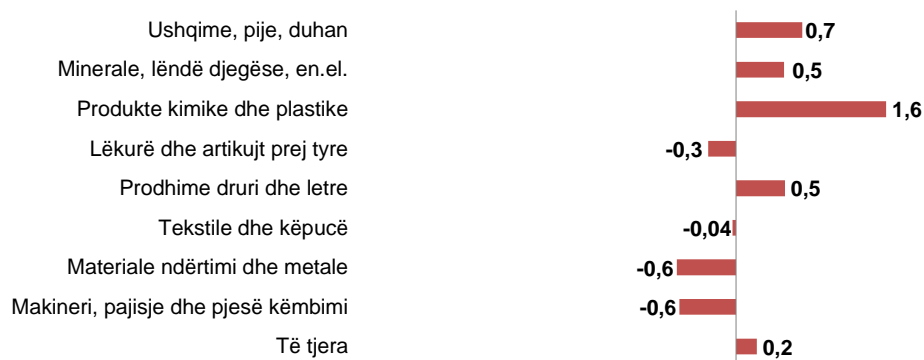 Ushqime, pije, duhan 0,7
Minerale, lëndë djegëse, en.el. 0,5
Produkte kimike dhe plastike 1,6
Lëkurë dhe artikujt prej tyre -0,3
Prodhime druri dhe letre 0,5
Tekstile dhe këpucë -0,04
Materiale ndërtimi dhe metale -0,6
Makineri, pajisje dhe pjesë këmbimi -0,6
Të tjera 0,2